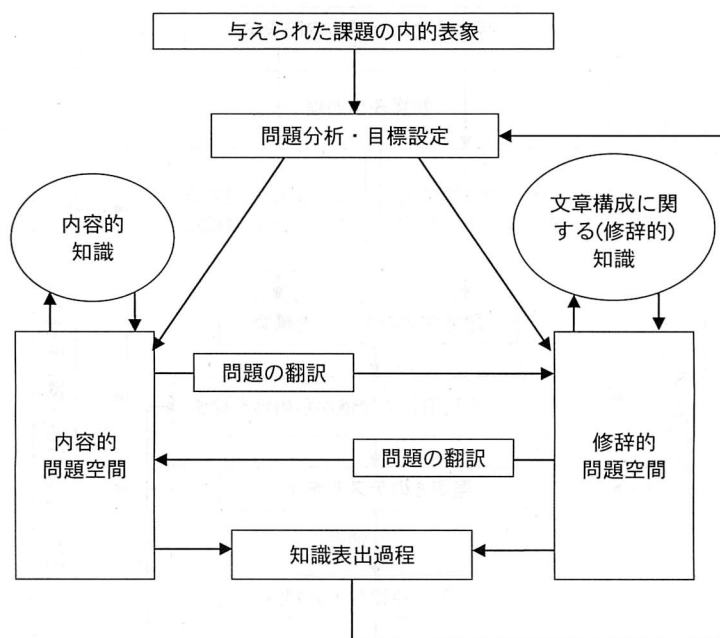 与えられた課題の内的表象
問題分析・目標設定
内容的
知識
文章構成に関
する(修辞的)
知識
問題の翻訳
内容的
問題空間
問題の翻訳
修辞的
問題空間
知識表出過程